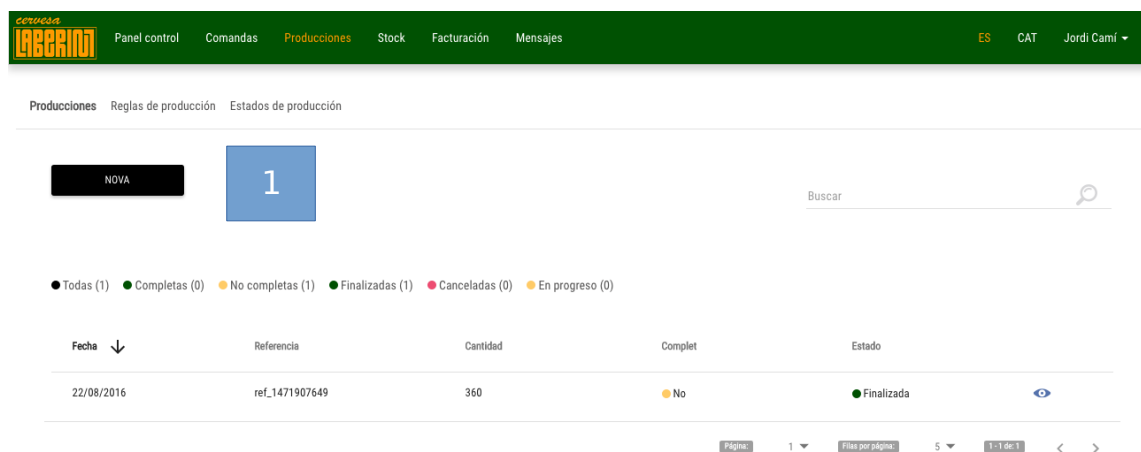 cervesa
LABERINT
Panel control Comandas Producciones Stock Facturación Mensajes ES CAT Jordi Camí
Producciones Reglas de producción Estados de producción
NOVA
1
Buscar
Todas (1) Completas (0) No completas (1) Finalizadas (1) Canceladas (0) En progreso (0)
Fecha Referencia Cantidad Complet Estado
22/08/2016 ref_1471907649 360 No Finalizada
Página: 1 Filas por página: 5 1 - 1 de: 1